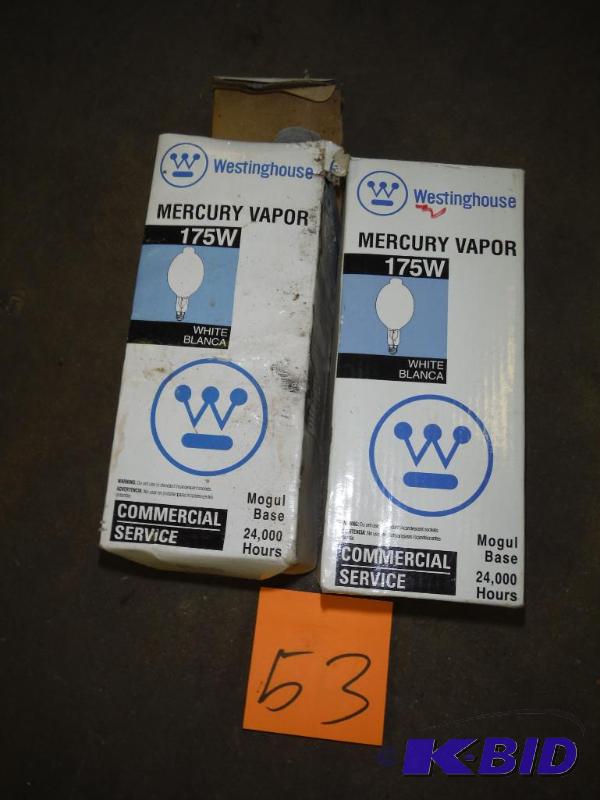 Westinghouse
MERCURY VAPOR
175W
WHITE
BLANCA
Mogul
Base
24,000
Hours
COMMERCIAL
SERVICE
Westinghouse
MERCURY VAPOR
175W
WHITE
BLANCA
Mogul
Base
24,000
Hours
COMMERCIAL
SERVICE
53
K-BID